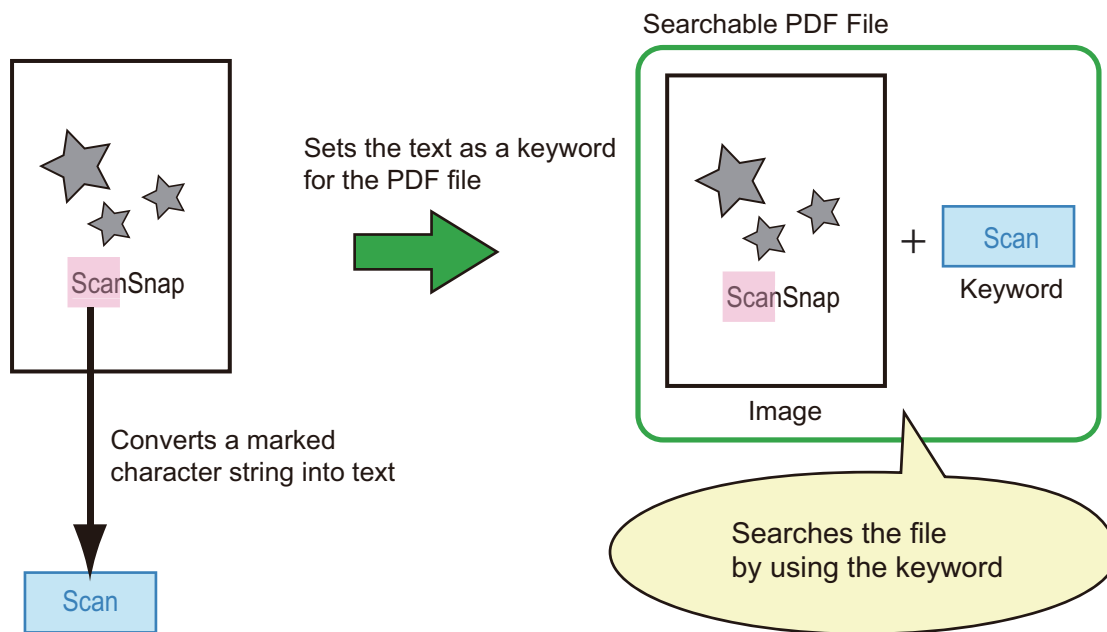 Searchable PDF File
Sets the text as a keyword
for the PDF file
ScanSnap
Converts a marked
character string into text
Scan
ScanSnap
Image
+
Scan
Keyword
Searches the file
by using the keyword